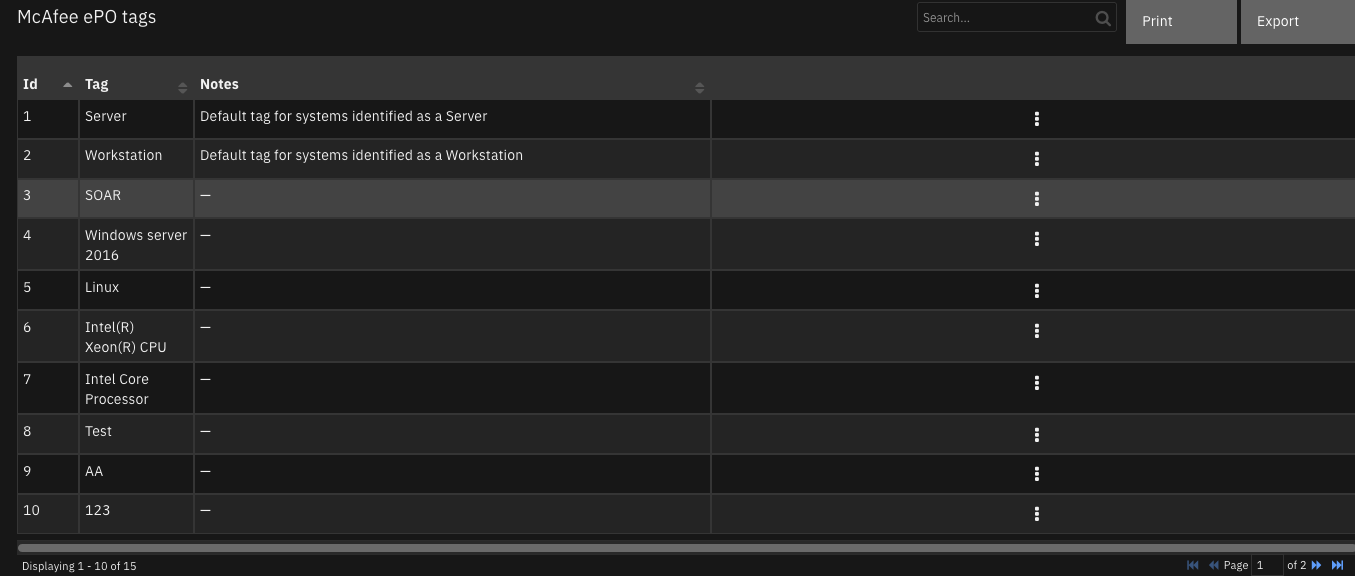 McAfee ePO tags
Search...
Print
Export
Id Tag Notes
1 Server Default tag for systems identified as a Server
2 Workstation Default tag for systems identified as a Workstation
3 SOAR —
4 Windows server —
2016
5 Linux —
6 Intel(R) —
Xeon(R) CPU
7 Intel Core —
Processor
8 Test —
9 AA —
10 123 —
Displaying 1 - 10 of 15
Page 1 of 2